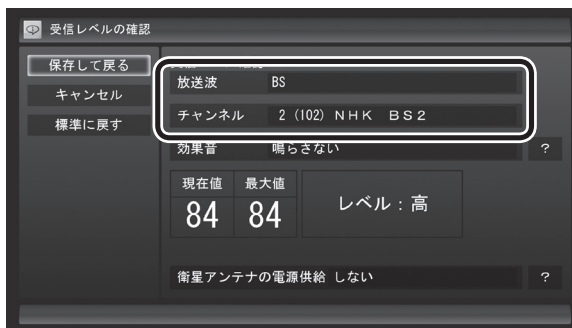 受信レベルの確認
保存して戻る
キャンセル
標準に戻す
放送波 BS
チャンネル 2 (102) NHK BS2
効果音 鳴らさない ?
現在値 最大値
84 84 レベル:高
衛星アンテナの電源供給 しない ?